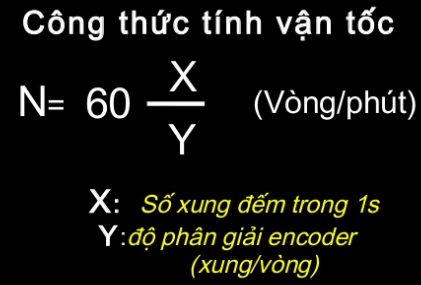 Công thức tính vận tốc
N= 60 X/Y (Vòng/phút)
X: Số xung đếm trong 1s
Y:độ phân giải encoder
(xung/vòng)